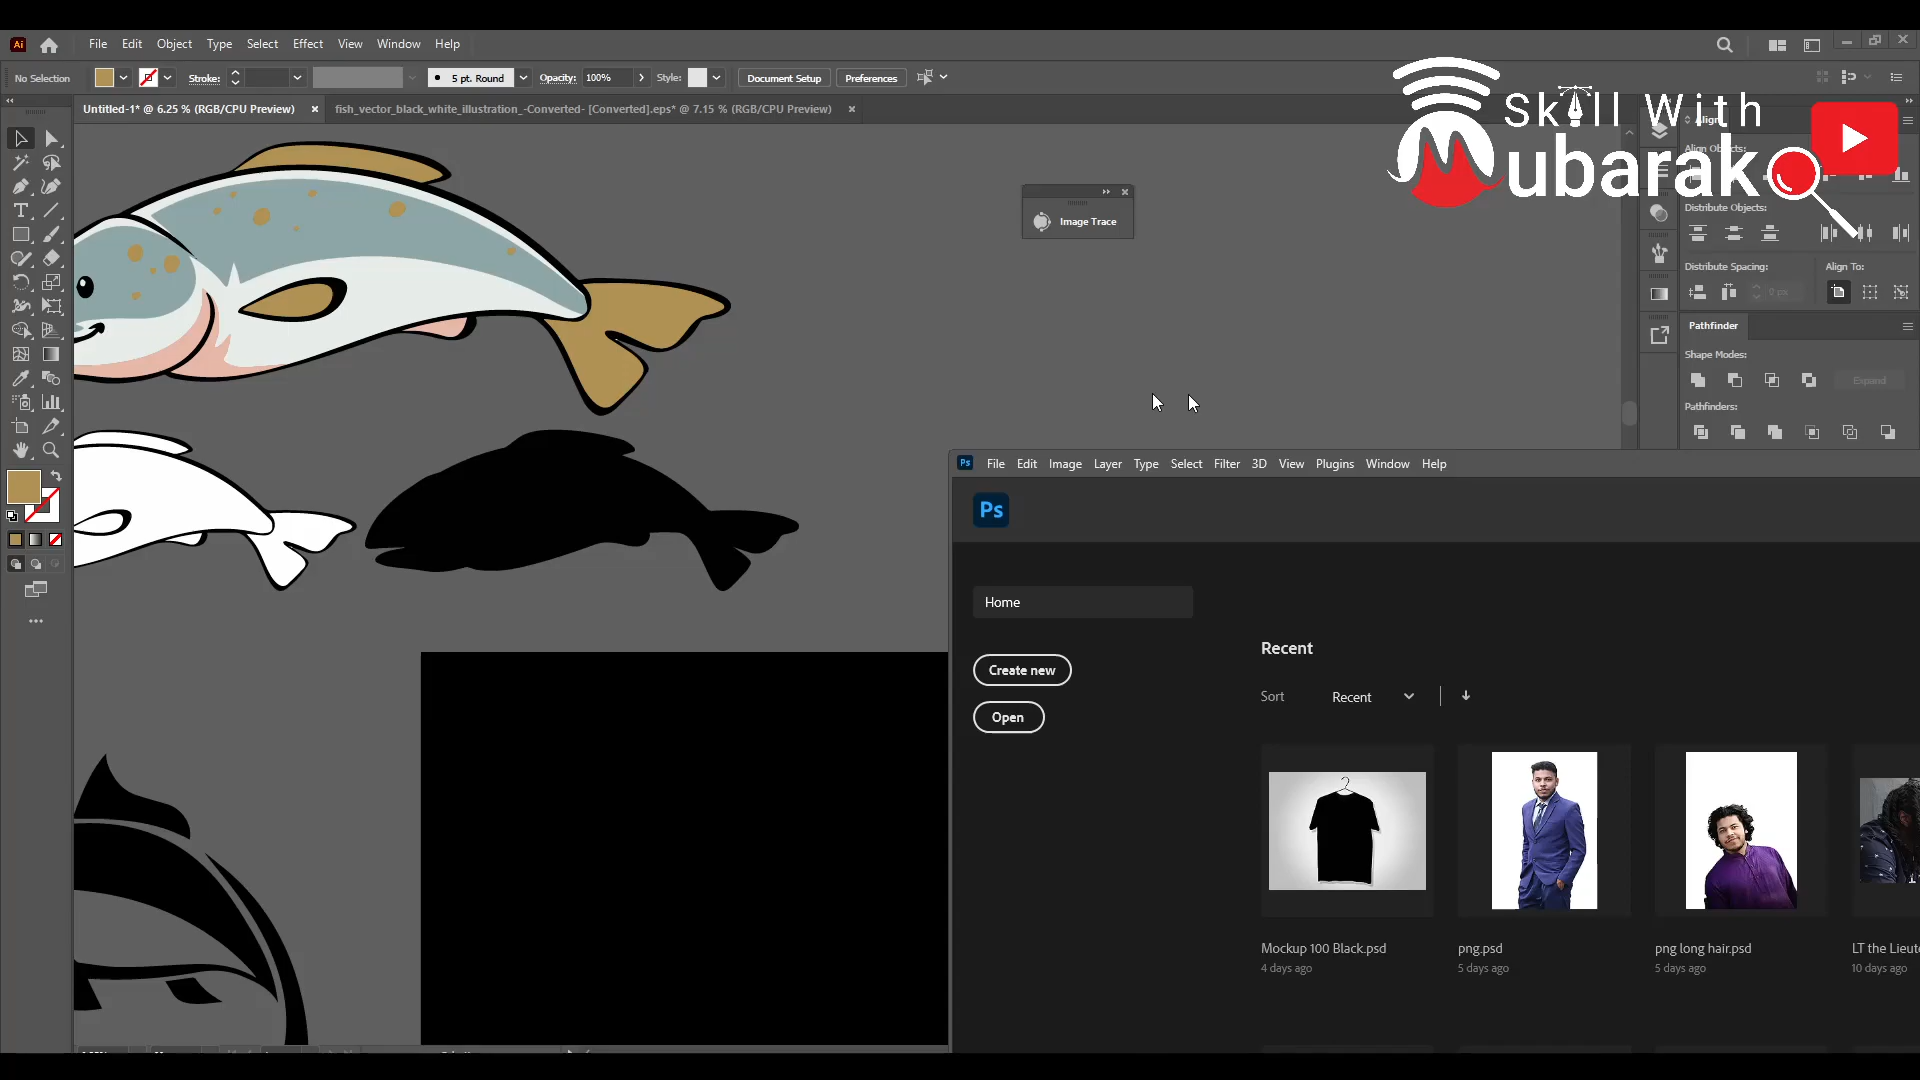 Ai File Edit Object Type Select Effect View Window Help
No Selection Stroke: 5 pt. Round Opacity: 100% Style: Document Setup Preferences
Untitled-1* @ 6.25 % (RGB/CPU Preview) × fish_vector_black_white_illustration_-Converted- [Converted].eps* @ 7.15 % (RGB/CPU Preview) ×
Skill With
Mubarak
Align
Align Objects:
Distribute Objects:
Image Trace
Distribute Spacing: Align To:
0 px
Pathfinder
Shape Modes:
Expand
Pathfinders:
Ps File Edit Image Layer Type Select Filter 3D View Plugins Window Help
Ps
Home
Recent
Create new
Sort Recent
Open
Mockup 100 Black.psd png.psd png long hair.psd LT the Lieute
4 days ago 5 days ago 5 days ago 10 days ago